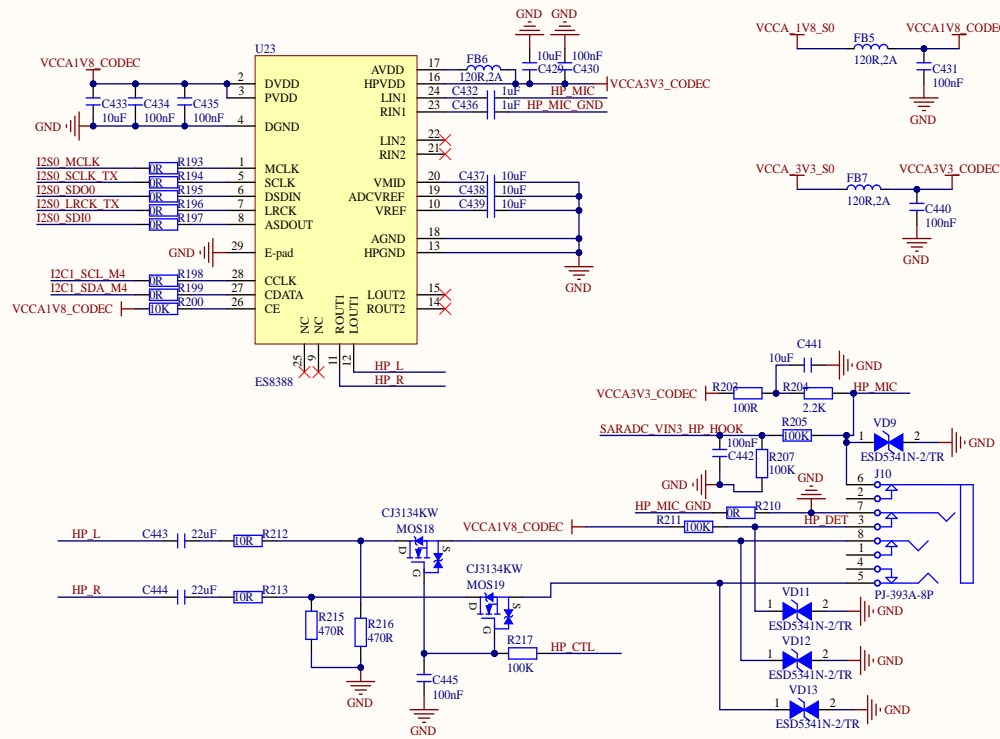 GND GND
VCCA_1V8_S0 VCCA1V8_CODEC
FB5
120R,2A
C431
100nF
GND
VCCA1V8_CODEC
U23
C433
10uF
C434
100nF
C435
100nF
GND
2 DVDD
3 PVDD
4 DGND
AVDD 17
HPVDD 16
LIN1 24
RIN1 23
FB6
120R,2A
10uF
C429
100nF
C430
VCCA3V3_CODEC
C432 1uF HP_MIC
C436 1uF HP_MIC_GND
LIN2 22
RIN2 21
I2S0_MCLK 0R R193 1 MCLK
I2S0_SCLK_TX 0R R194 5 SCLK
I2S0_SDO0 0R R195 6 DSDIN
I2S0_LRCK_TX 0R R196 7 LRCK
I2S0_SDI0 0R R197 8 ASDOUT
VMID 20 C437 10uF
ADCVREF 19 C438 10uF
VREF 10 C439 10uF
VCCA_3V3_S0 VCCA3V3_CODEC
FB7
120R,2A
C440
100nF
GND
GND 29 E-pad
AGND 18
HPGND 13
GND
I2C1_SCL_M4 0R R198 28 CCLK
I2C1_SDA_M4 0R R199 27 CDATA
VCCA1V8_CODEC 10K R200 26 CE
LOUT2 15
ROUT2 14
NC NC ROUT1 LOUT1
25 9 11 12
HP_L
HP_R
ES8388
C441
10uF
GND
VCCA3V3_CODEC R203 R204 HP_MIC
100R 2.2K
SARADC_VIN3_HP_HOOK
R205
100K
VD9
1 2
GND
ESD5341N-2/TR
100nF
C442
R207
100K
GND
GND
J10
6
2
7
3
8
1
4
5
PJ-393A-8P
HP_MIC_GND 0R R210
VCCA1V8_CODEC R211 100K HP_DET
CJ3134KW
MOS18
D S
G
HP_L C443 22uF 10R R212
CJ3134KW
MOS19
D S
G
HP_R C444 22uF 10R R213
R215
470R
R216
470R
GND
R217
100K
HP_CTL
C445
100nF
GND
VD11
1 2
GND
ESD5341N-2/TR
VD12
1 2
GND
ESD5341N-2/TR
VD13
1 2
GND
ESD5341N-2/TR